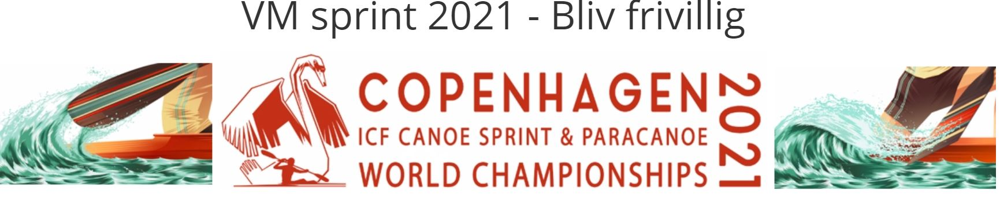 VM sprint 2021 - Bliv frivillig
COPENHAGEN
ICF CANOE SPRINT & PARACANOE
WORLD CHAMPIONSHIPS
2021